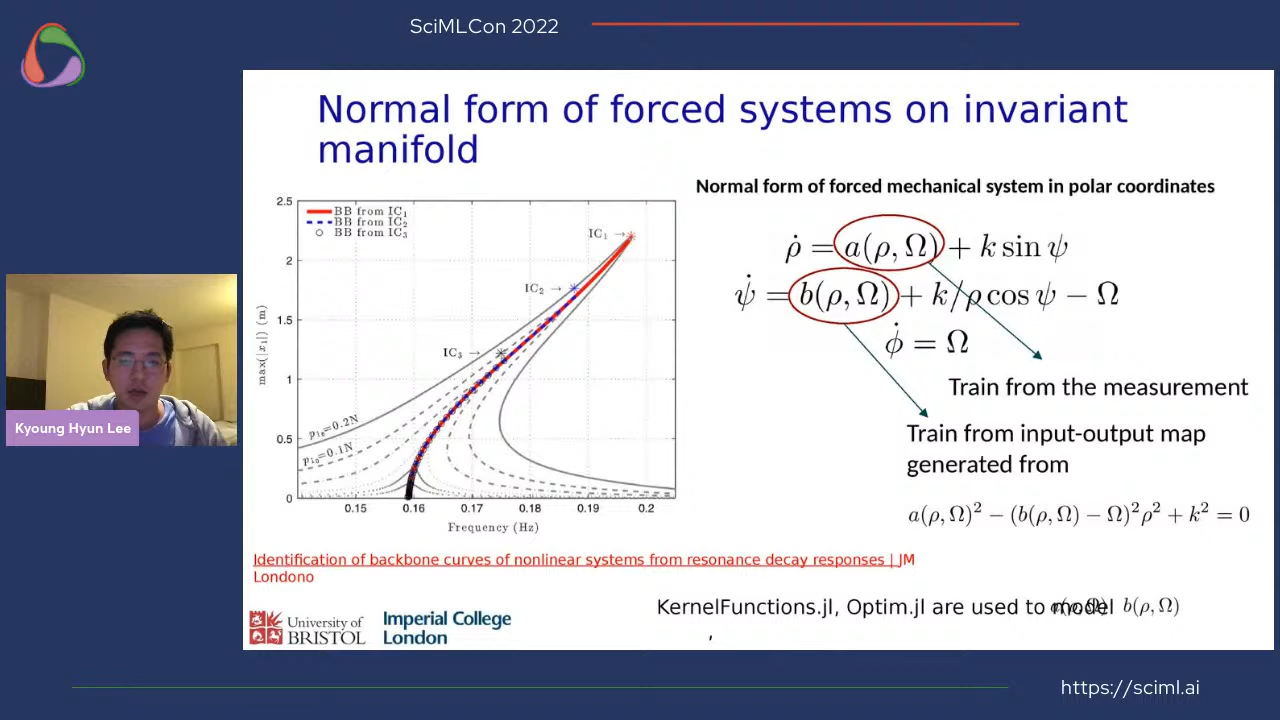 SciMLCon 2022
Normal form of forced systems on invariant
manifold
Normal form of forced mechanical system in polar coordinates
2.5
2
1.5
1
0.5
0
max(|x₁|) (m)
BB from IC₁
BB from IC₂
BB from IC₃
IC₁ →
IC₂ →
IC₃ →
p₁ₒ=0.2N
p₁ₒ=0.1N
0.15 0.16 0.17 0.18 0.19 0.2
Frequency (Hz)
ρ̇ = a(ρ, Ω) + k sin ψ
ψ̇ = b(ρ, Ω) + k/ρ cos ψ − Ω
ϕ̇ = Ω
Train from the measurement
Train from input-output map
generated from
a(ρ, Ω)² − (b(ρ, Ω) − Ω)²ρ² + k² = 0
Kyoung Hyun Lee
Identification of backbone curves of nonlinear systems from resonance decay responses | JM
Londono
KernelFunctions.jl, Optim.jl are used to model a(ρ, Ω) b(ρ, Ω)
,
University of
BRISTOL
Imperial College
London
https://sciml.ai